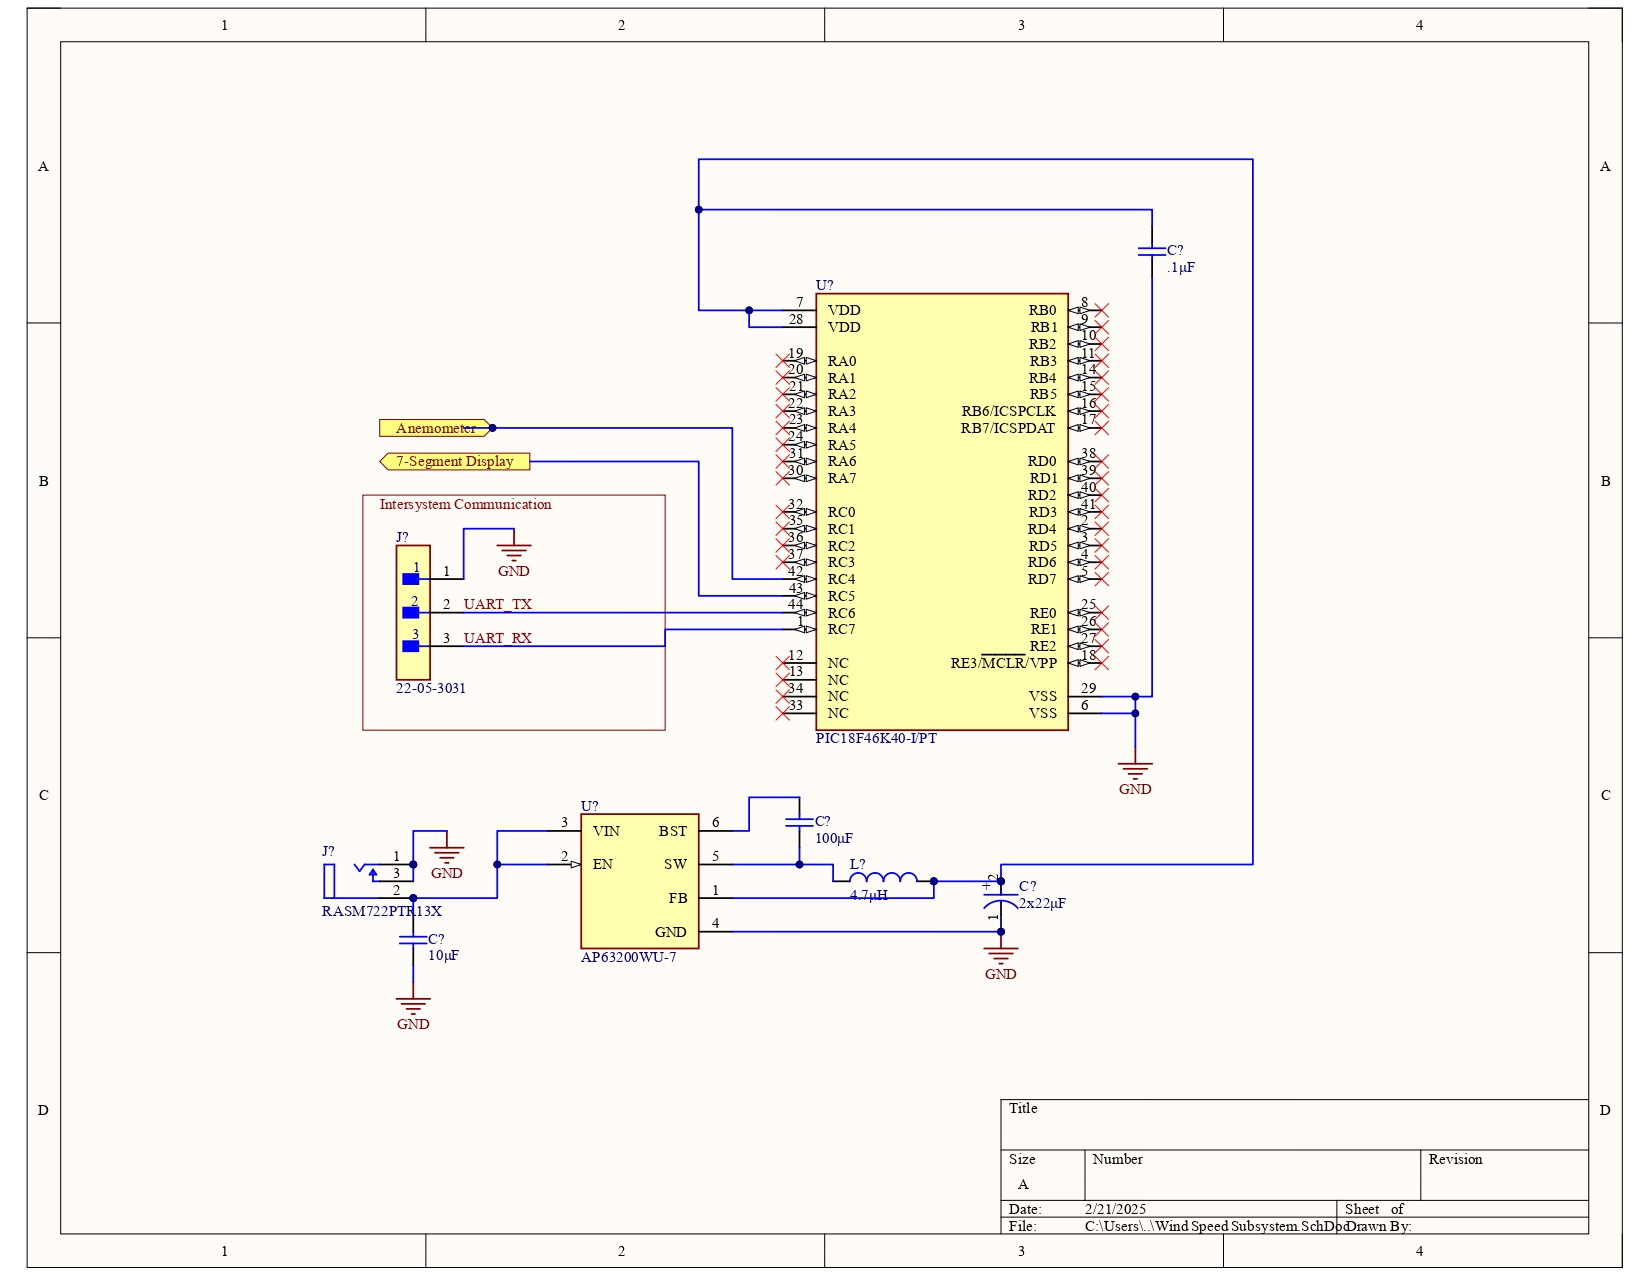 1 2 3 4
A A
C?
.1µF
U?
7 VDD RB0 8
28 VDD RB1 9
RB2 10
19 RA0 RB3 11
20 RA1 RB4 14
21 RA2 RB5 15
22 RA3 RB6/ICSPCLK 16
23 RA4 RB7/ICSPDAT 17
24 RA5
31 RA6 RD0 38
30 RA7 RD1 39
RD2 40
32 RC0 RD3 41
35 RC1 RD4 2
36 RC2 RD5 3
37 RC3 RD6 4
42 RC4 RD7 5
43 RC5
44 RC6 RE0 25
1 RC7 RE1 26
RE2 27
12 NC RE3/MCLR/VPP 18
13 NC
34 NC VSS 29
33 NC VSS 6
PIC18F46K40-I/PT
GND
Anemometer
7-Segment Display
B B
Intersystem Communication
J?
GND
1 1
2 2 UART_TX
3 3 UART_RX
22-05-3031
C C
J?
1
3
2
GND
RASM722PTR13X
C?
10µF
GND
U?
3 VIN BST 6
2 EN SW 5
FB 1
GND 4
AP63200WU-7
C?
100µF
L?
4.7µH
+ 2
C?
2x22µF
1
GND
D D
Title
Size Number Revision
A
Date: 2/21/2025 Sheet of
File: C:\Users\..\Wind Speed Subsystem.SchDoc Drawn By:
1 2 3 4